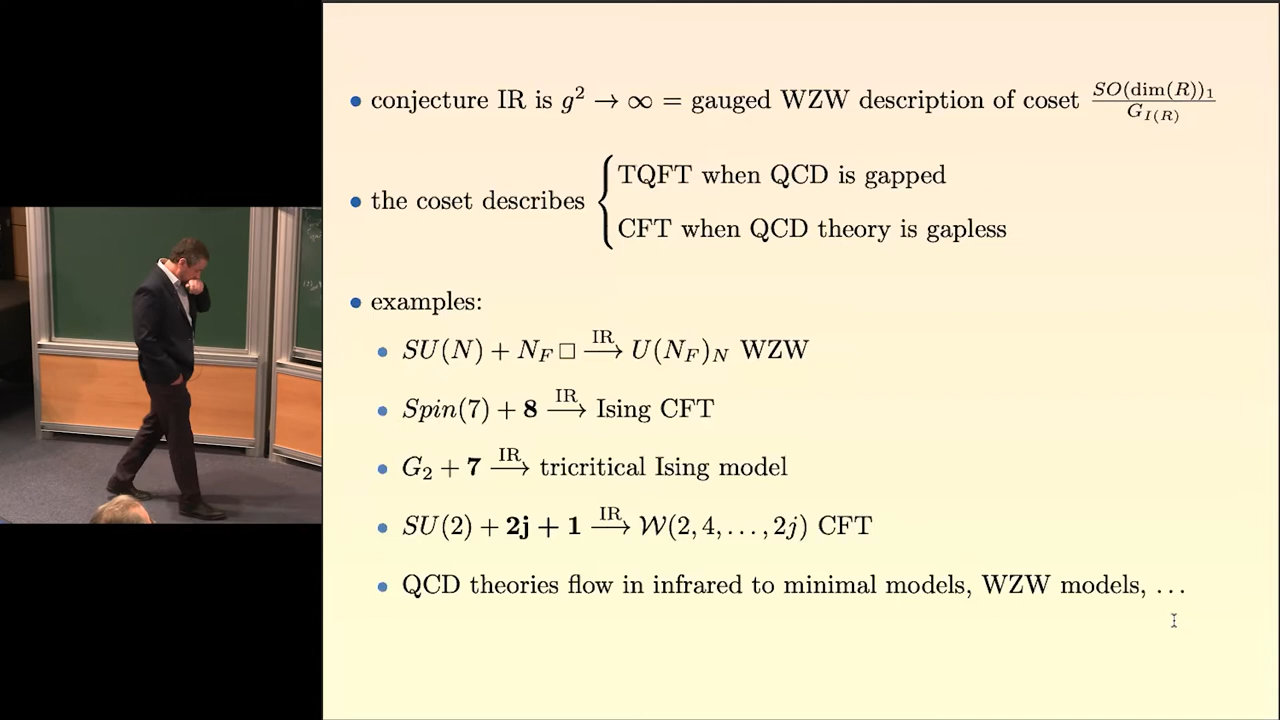 • conjecture IR is g² → ∞ = gauged WZW description of coset SO(dim(R))₁ / G_{I(R)}
• the coset describes { TQFT when QCD is gapped
CFT when QCD theory is gapless
• examples:
• SU(N) + N_F □ →^{IR} U(N_F)_N WZW
• Spin(7) + 8 →^{IR} Ising CFT
• G₂ + 7 →^{IR} tricritical Ising model
• SU(2) + 2j + 1 →^{IR} 𝒲(2, 4, . . . , 2j) CFT
• QCD theories flow in infrared to minimal models, WZW models, . . .